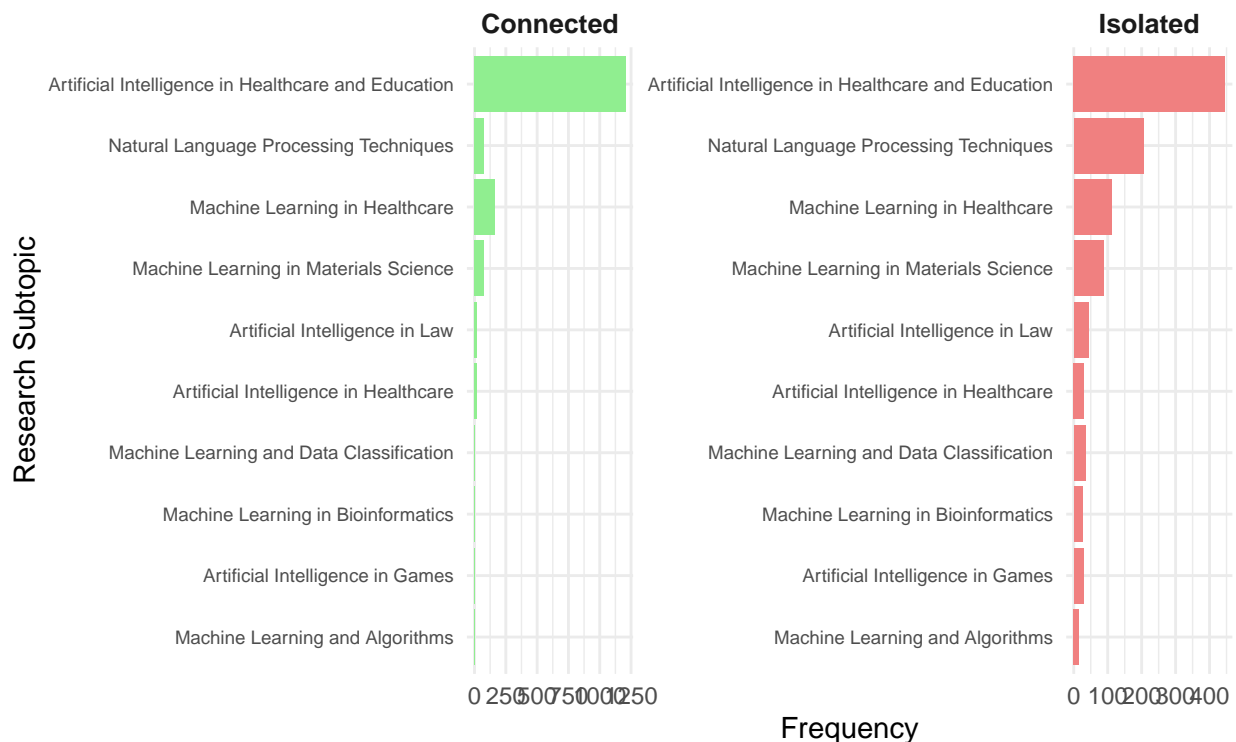 Connected
Isolated
Research Subtopic
Artificial Intelligence in Healthcare and Education
Natural Language Processing Techniques
Machine Learning in Healthcare
Machine Learning in Materials Science
Artificial Intelligence in Law
Artificial Intelligence in Healthcare
Machine Learning and Data Classification
Machine Learning in Bioinformatics
Artificial Intelligence in Games
Machine Learning and Algorithms
0 250 500 750 1000 1250
Artificial Intelligence in Healthcare and Education
Natural Language Processing Techniques
Machine Learning in Healthcare
Machine Learning in Materials Science
Artificial Intelligence in Law
Artificial Intelligence in Healthcare
Machine Learning and Data Classification
Machine Learning in Bioinformatics
Artificial Intelligence in Games
Machine Learning and Algorithms
0 100 200 300 400
Frequency